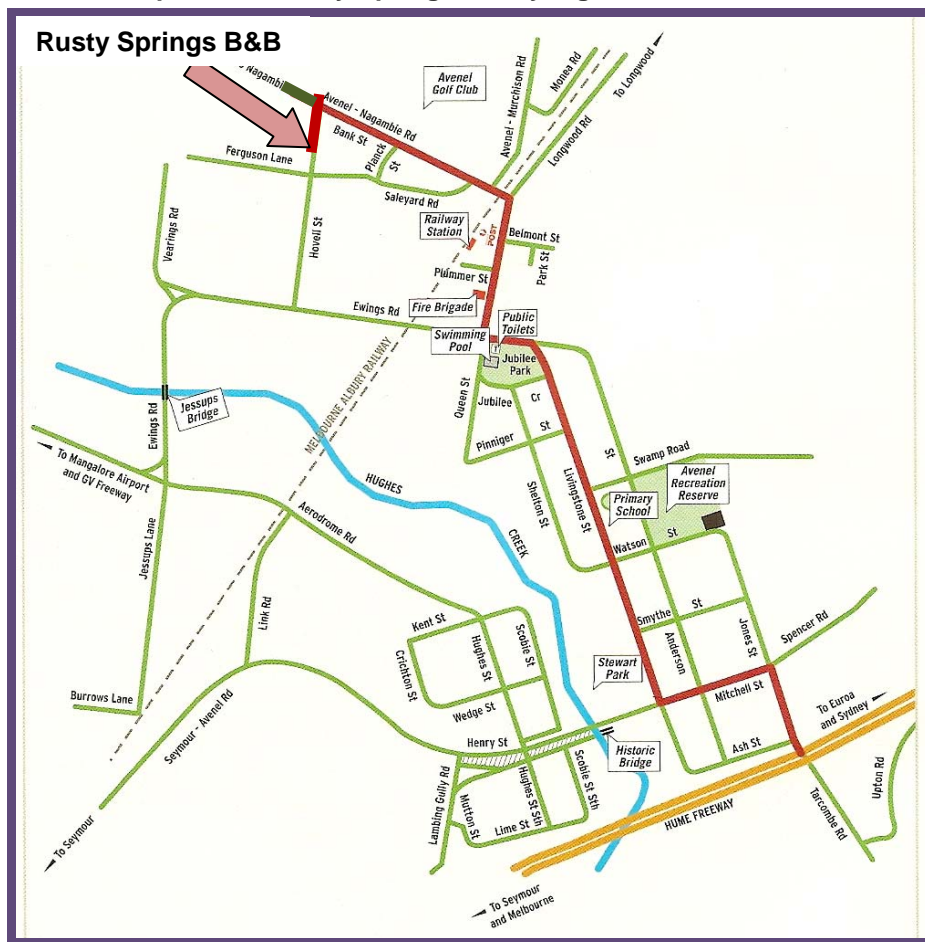 Rusty Springs B&B
Nagambie
Avenel - Nagambie Rd
Avenel
Golf Club
Avenel - Murchison Rd
Monea Rd
To Longwood
Longwood Rd
Bank St
Planck
St
Ferguson Lane
Saleyard Rd
Railway
Station
POST
Belmont St
Park St
Vearings Rd
Hovell St
Plummer St
Fire Brigade
Ewings Rd
Public
Toilets
Swimming
Pool
Jubilee
Park
MELBOURNE ALBURY RAILWAY
Queen St
Jubilee
Cr
Pinniger
St
Jessups
Bridge
Ewings Rd
To Mangalore Airport
and GV Freeway
HUGHES
CREEK
Shelton St
Livingstone St
St
Swamp Road
Avenel
Recreation
Reserve
Primary
School
Watson
St
Aerodrome Rd
Jessups Lane
Link Rd
Kent St
Crichton St
Hughes St
Scobie St
Wedge St
Smythe
St
Anderson
Jones St
Spencer Rd
Stewart
Park
Mitchell St
Burrows Lane
Seymour - Avenel Rd
Henry St
Historic
Bridge
Ash St
To Euroa
and Sydney
Lambing Gully Rd
Mutton St
Hughes St Sth
Scobie St Sth
Lime St
HUME FREEWAY
Tarcombe Rd
Upton Rd
To Seymour
To Seymour
and Melbourne